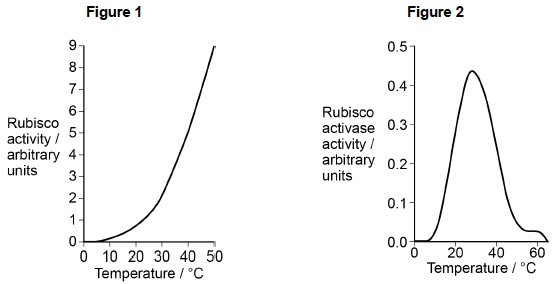 Figure 1
9
8
7
6
5
4
3
2
1
0
Rubisco
activity /
arbitrary
units
0 10 20 30 40 50
Temperature / °C
Figure 2
0.5
0.4
0.3
0.2
0.1
0.0
Rubisco
activase
activity /
arbitrary
units
0 20 40 60
Temperature / °C